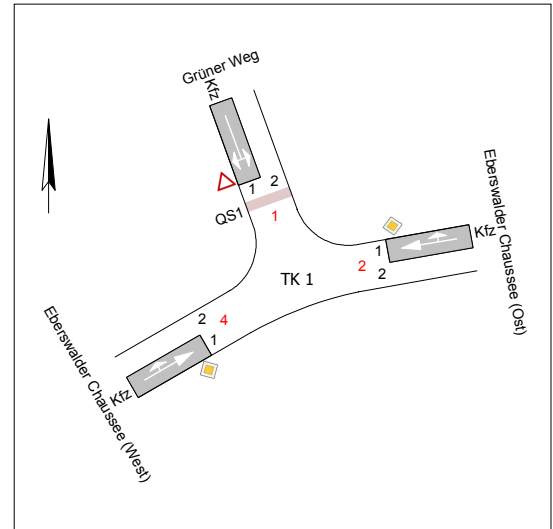 Grüner Weg
Kfz
1 2
QS1
1
Eberswalder Chaussee (Ost)
1
Kfz
2
2
TK 1
2 4
1
Kfz
Eberswalder Chaussee (West)